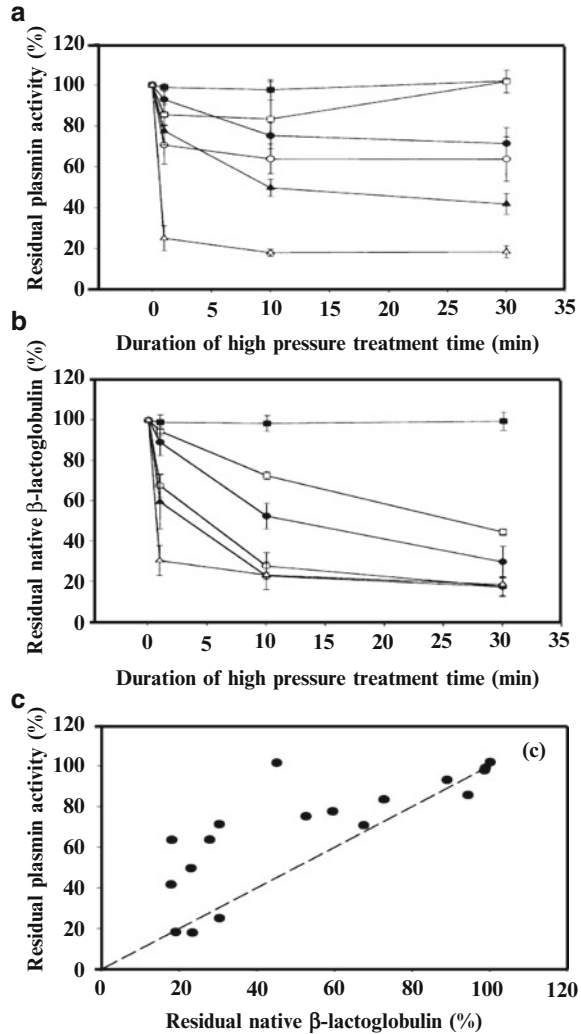 a
Residual plasmin activity (%)
120
100
80
60
40
20
0
0 5 10 15 20 25 30 35
Duration of high pressure treatment time (min)
b
Residual native β-lactoglobulin (%)
120
100
80
60
40
20
0
0 5 10 15 20 25 30 35
Duration of high pressure treatment time (min)
c
Residual plasmin activity (%)
120
100
80
60
40
20
0
(c)
20 40 60 80 100 120
Residual native β-lactoglobulin (%)